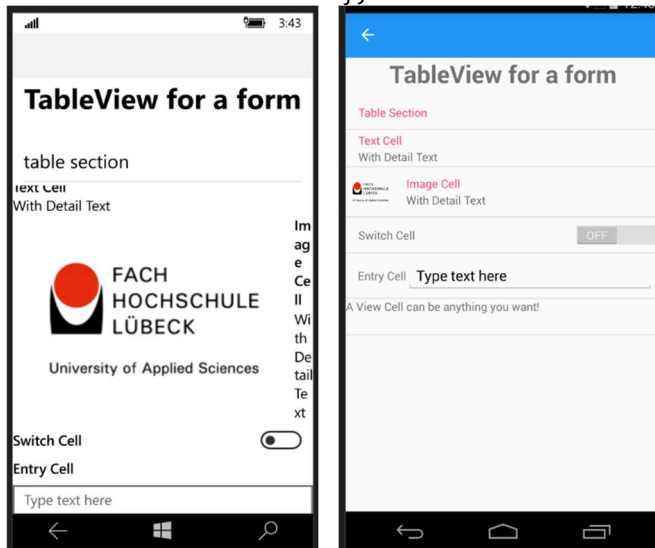 3:43
TableView for a form
table section
Text Cell
With Detail Text
FACH
HOCHSCHULE
LÜBECK
University of Applied Sciences
Im
ag
e
Ce
ll
Wi
th
De
tail
Te
xt
Switch Cell
Entry Cell
Type text here
TableView for a form
Table Section
Text Cell
With Detail Text
FACH
HOCHSCHULE
LÜBECK
Image Cell
With Detail Text
Switch Cell
OFF
Entry Cell Type text here
A View Cell can be anything you want!